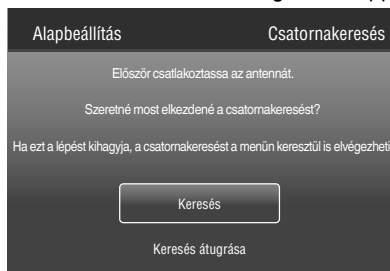 Alapbeállítás Csatornakeresés
Először csatlakoztassa az antennát.
Szeretné most elkezdené a csatornakeresést?
Ha ezt a lépést kihagyja, a csatornakeresést a menün keresztül is elvégezheti
Keresés
Keresés átugrása